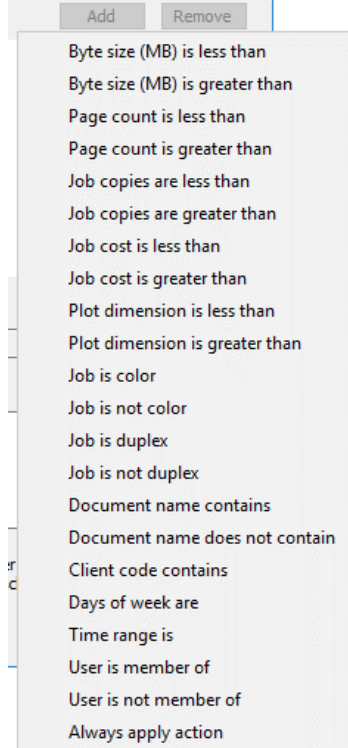 Add Remove
Byte size (MB) is less than
Byte size (MB) is greater than
Page count is less than
Page count is greater than
Job copies are less than
Job copies are greater than
Job cost is less than
Job cost is greater than
Plot dimension is less than
Plot dimension is greater than
Job is color
Job is not color
Job is duplex
Job is not duplex
Document name contains
Document name does not contain
Client code contains
Days of week are
Time range is
User is member of
User is not member of
Always apply action